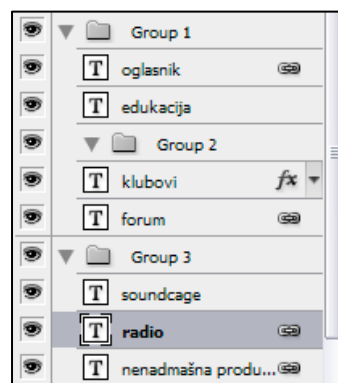 Group 1
T oglasnik
T edukacija
Group 2
T klubovi fx
T forum
Group 3
T soundcage
T radio
T nenadmašna produ...